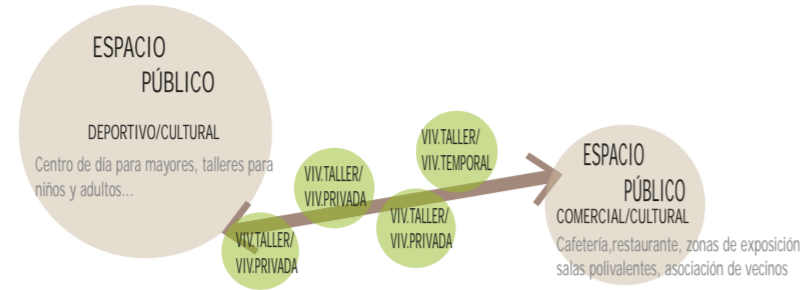 ESPACIO
PÚBLICO
DEPORTIVO/CULTURAL
Centro de día para mayores, talleres para
niños y adultos...
VIV.TALLER/
VIV.PRIVADA
VIV.TALLER/
VIV.PRIVADA
VIV.TALLER/
VIV.PRIVADA
VIV.TALLER/
VIV.TEMPORAL
ESPACIO
PÚBLICO
COMERCIAL/CULTURAL
Cafetería,restaurante, zonas de exposición
salas polivalentes, asociación de vecinos